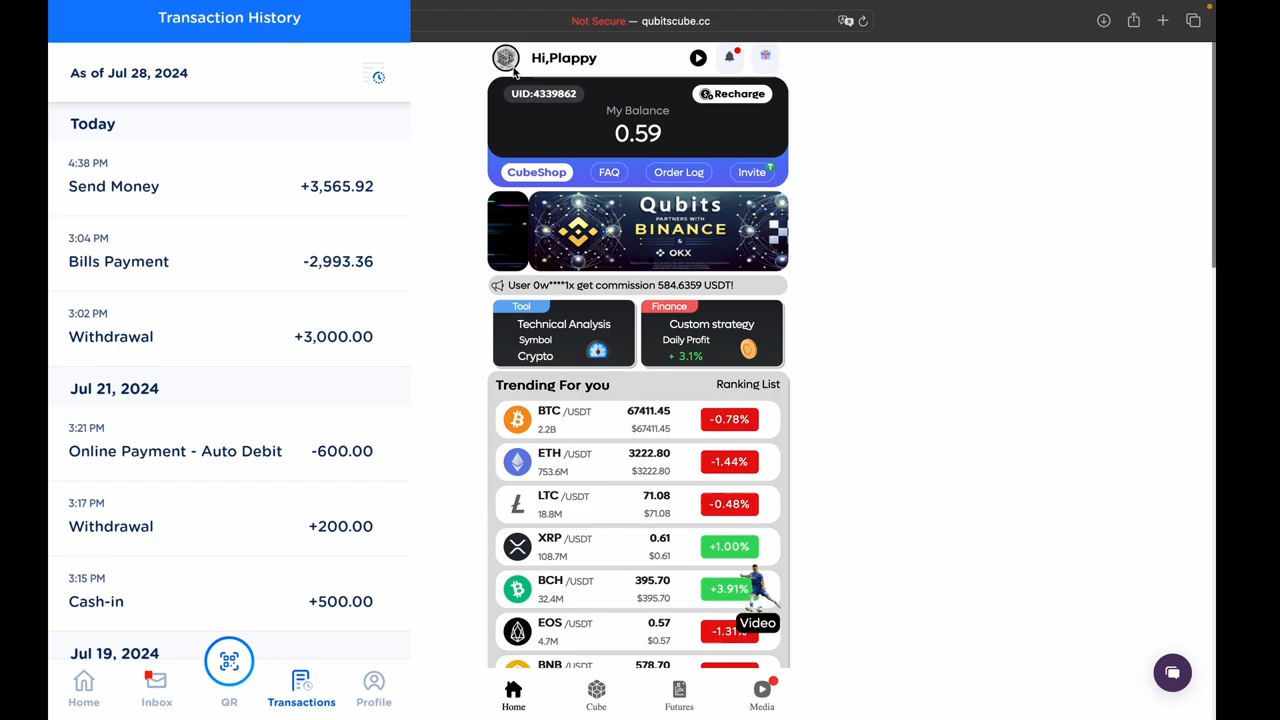 Transaction History
As of Jul 28, 2024
Today
4:38 PM
Send Money +3,565.92
3:04 PM
Bills Payment -2,993.36
3:02 PM
Withdrawal +3,000.00
Jul 21, 2024
3:21 PM
Online Payment - Auto Debit -600.00
3:17 PM
Withdrawal +200.00
3:15 PM
Cash-in +500.00
Jul 19, 2024
Home Inbox QR Transactions Profile
Not Secure — qubitscube.cc
Hi,Plappy
UID:4339862 Recharge
My Balance
0.59
CubeShop FAQ Order Log Invite
Qubits
PARTNERS WITH
BINANCE
&
OKX
User 0w****1x get commission 584.6359 USDT!
Tool
Technical Analysis
Symbol
Crypto
Finance
Custom strategy
Daily Profit
+ 3.1%
Trending For you Ranking List
BTC /USDT 67411.45 -0.78%
2.2B $67411.45
ETH /USDT 3222.80 -1.44%
753.6M $3222.80
LTC /USDT 71.08 -0.48%
18.8M $71.08
XRP /USDT 0.61 +1.00%
108.7M $0.61
BCH /USDT 395.70 +3.91%
32.4M $395.70
EOS /USDT 0.57 -1.31%
4.7M $0.57
Video
BNB /USDT 578.70
Home Cube Futures Media